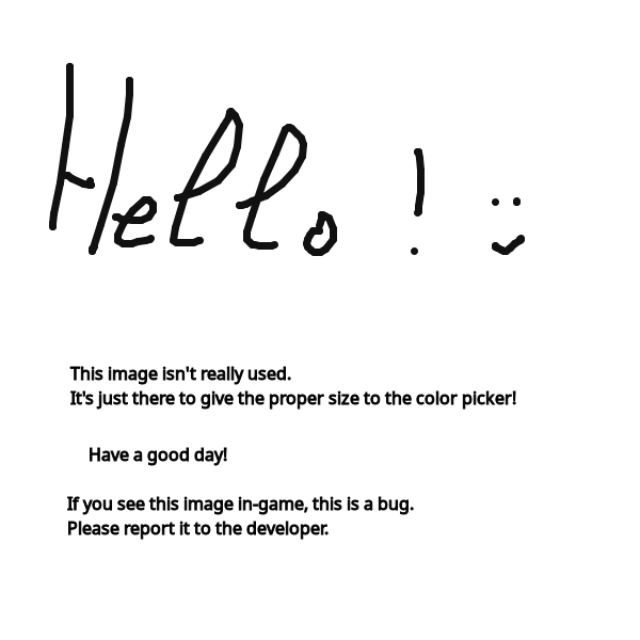 Hello ! :)
This image isn't really used.
It's just there to give the proper size to the color picker!
Have a good day!
If you see this image in-game, this is a bug.
Please report it to the developer.